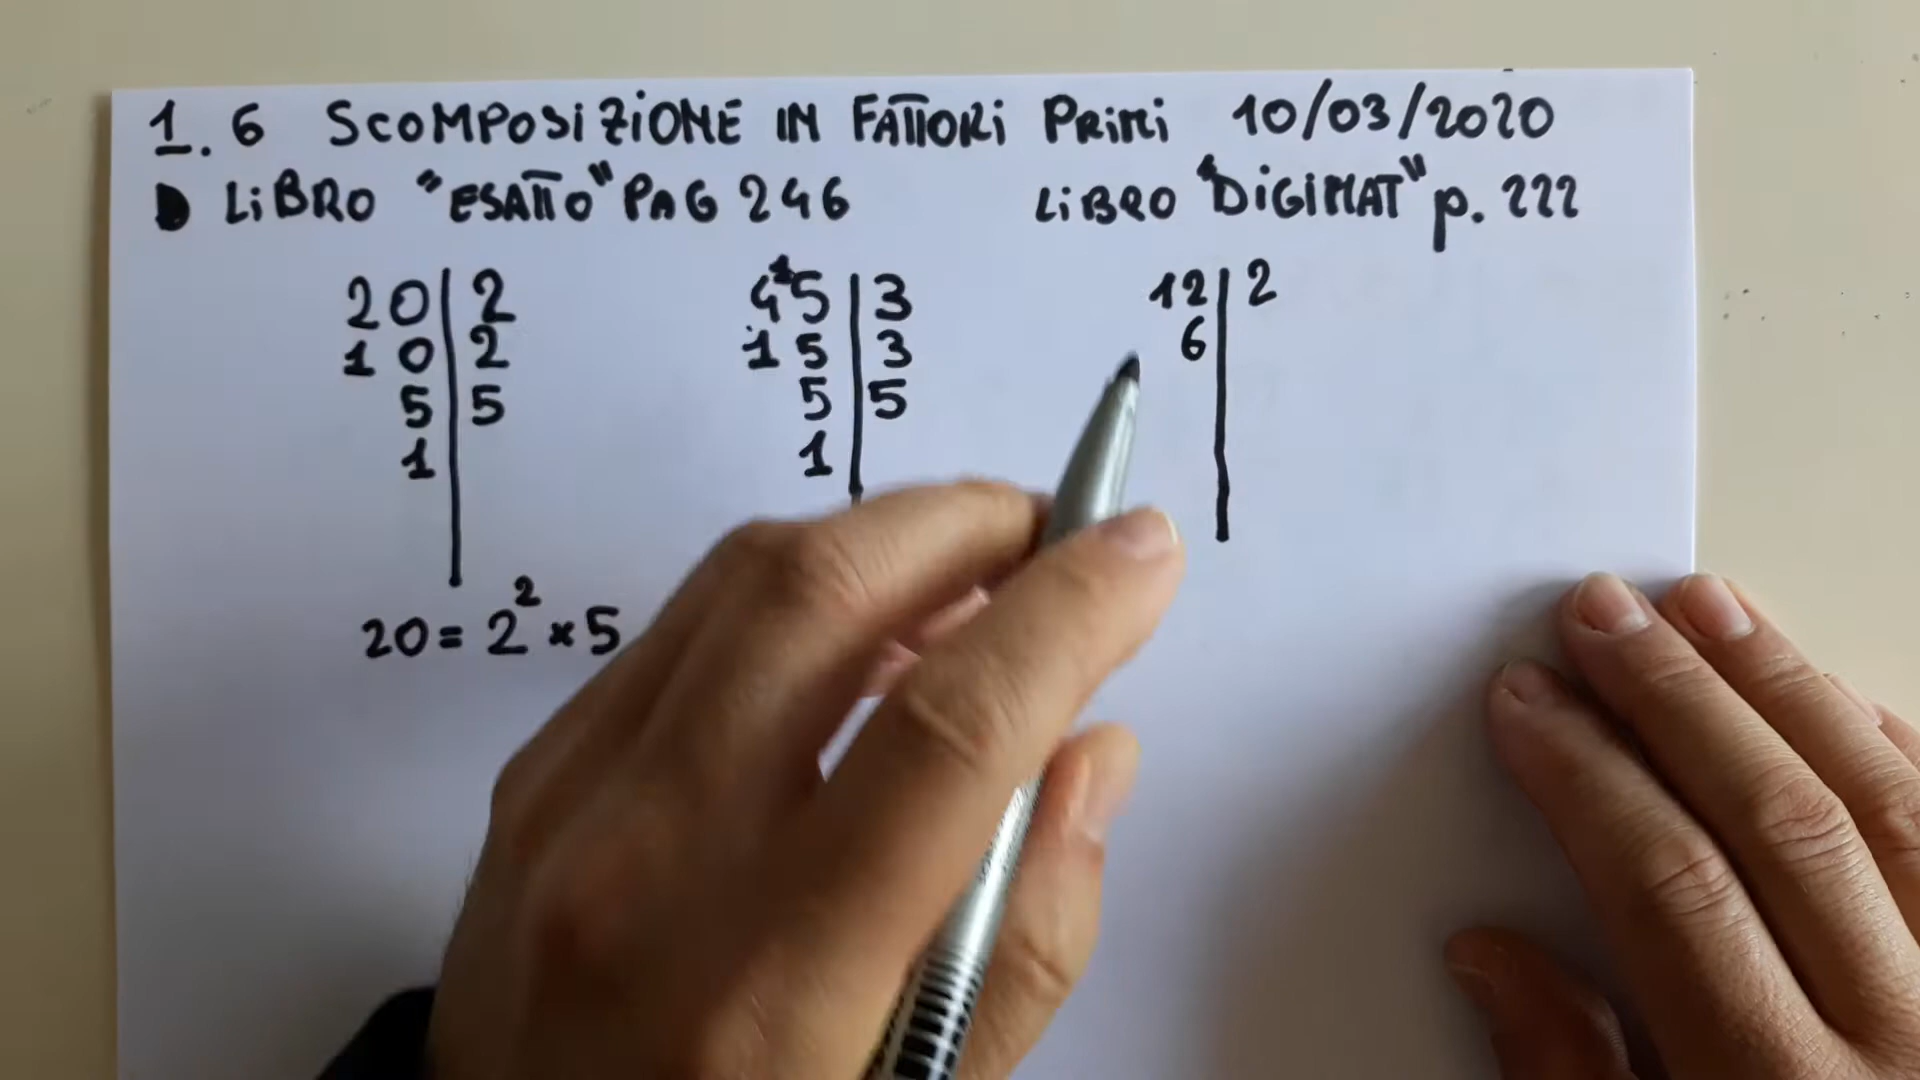 1.6 SCOMPOSIZIONE IN FATTORI PRIMI 10/03/2020
LIBRO "ESATTO" PAG 246 LIBRO "DIGIMAT" p. 222
20 | 2
10 | 2
5 | 5
1
45 | 3
15 | 3
5 | 5
1
12 | 2
6
20 = 2² × 5